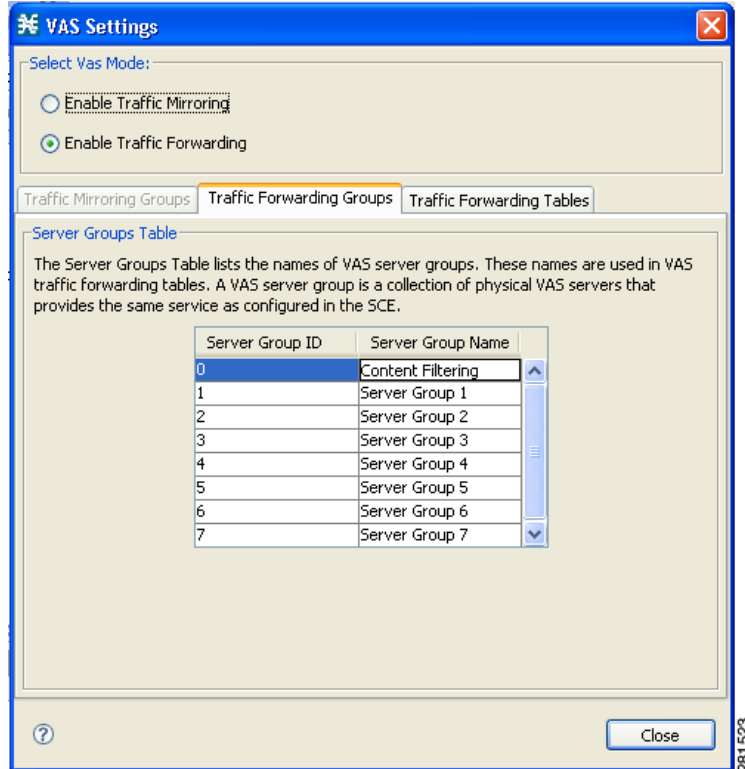 VAS Settings
Select Vas Mode:
Enable Traffic Mirroring
Enable Traffic Forwarding
Traffic Mirroring Groups Traffic Forwarding Groups Traffic Forwarding Tables
Server Groups Table
The Server Groups Table lists the names of VAS server groups. These names are used in VAS
traffic forwarding tables. A VAS server group is a collection of physical VAS servers that
provides the same service as configured in the SCE.
Server Group ID Server Group Name
0 Content Filtering
1 Server Group 1
2 Server Group 2
3 Server Group 3
4 Server Group 4
5 Server Group 5
6 Server Group 6
7 Server Group 7
? Close
281523